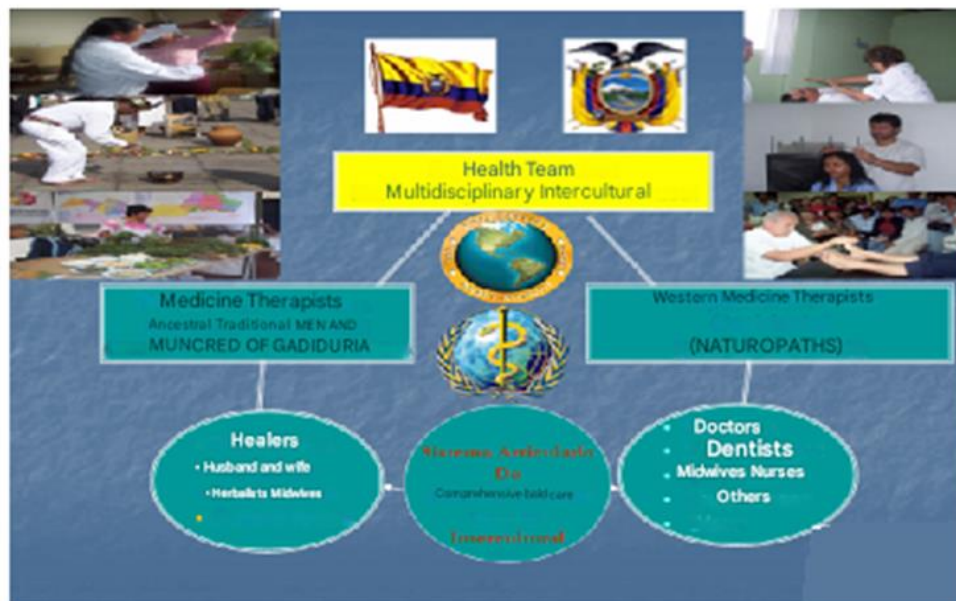 Health Team
Multidisciplinary Intercultural
Medicine Therapists
Ancestral Traditional MEN AND
MUNCRED OF GADIDURIA
Western Medicine Therapists
(NATUROPATHS)
Healers
• Husband and wife
• Herbalists Midwives
Doctors
Dentists
Midwives Nurses
Others
Comprehensive